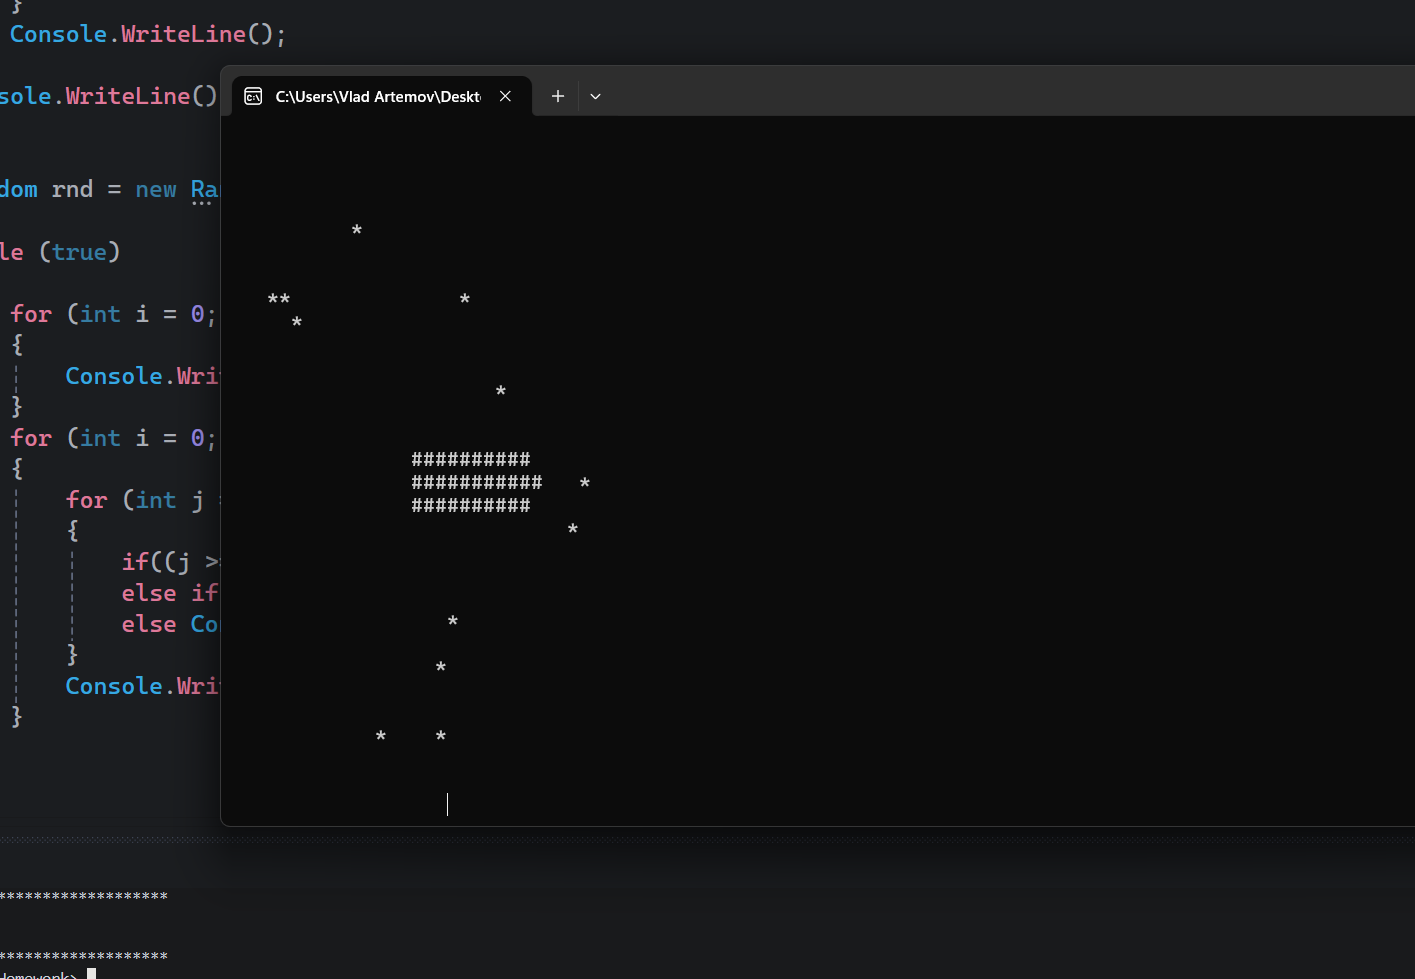 }
Console.WriteLine();
C:\Users\Vlad Artemov\Deskt
sole.WriteLine()
dom rnd = new Ra
*
le (true)
** *
for (int i = 0;
*
{
Console.Wri
*
}
for (int i = 0;
##########
{
########### *
for (int j
##########
{
*
if((j >
else if
else Co
*
}
*
Console.Wri
}
* *
*******************
*******************
Homework>